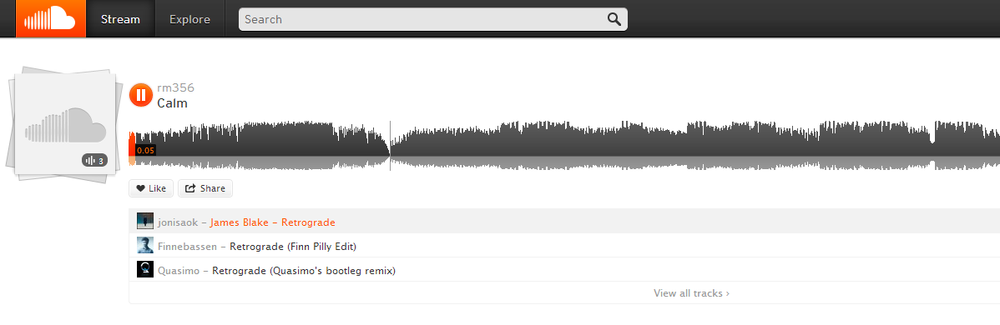 Stream Explore Search
rm356
Calm
3
0.05
Like Share
jonisaok – James Blake – Retrograde
Finnebassen – Retrograde (Finn Pilly Edit)
Quasimo – Retrograde (Quasimo's bootleg remix)
View all tracks ›